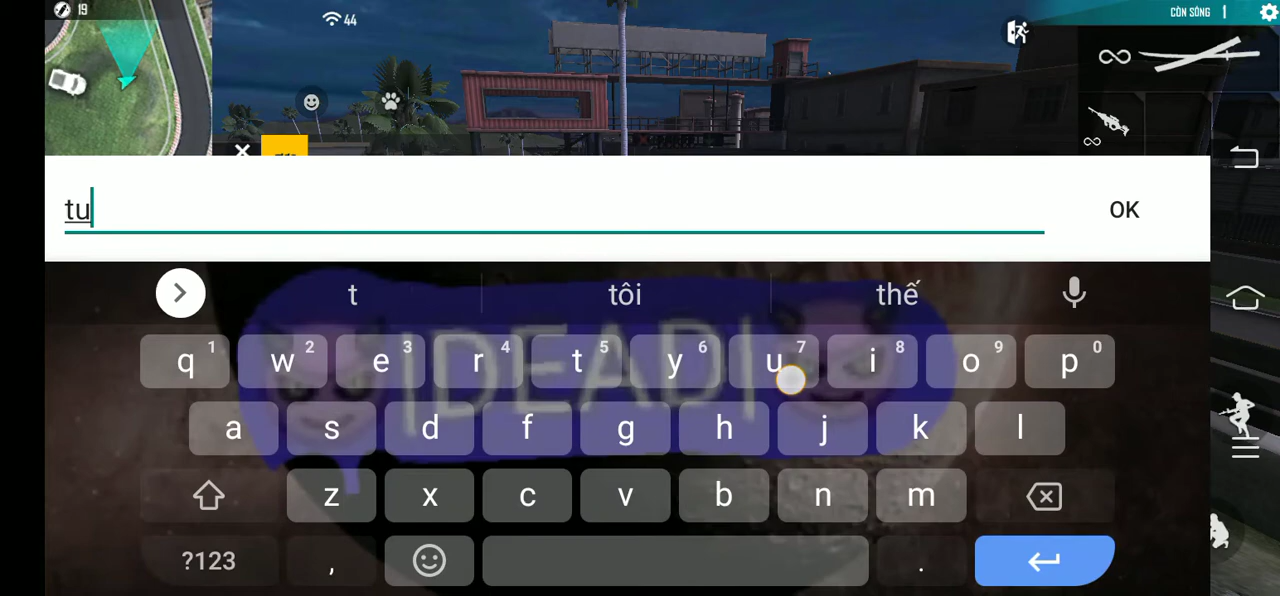 19
44
CÒN SỐNG 1
tu
OK
t tôi thế
q 1 w 2 e 3 r 4 t 5 y 6 u 7 i 8 o 9 p 0
|DEAD|
a s d f g h j k l
z x c v b n m
?123 , .